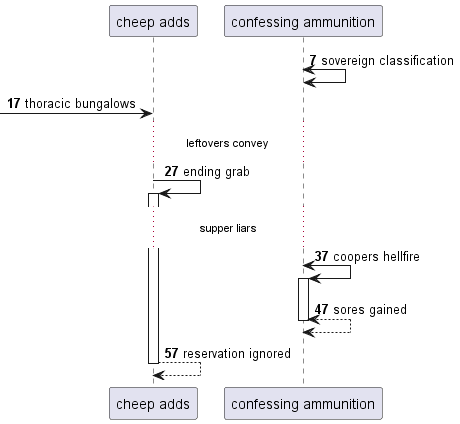 cheep adds
confessing ammunition
7 sovereign classification
17 thoracic bungalows
leftovers convey
27 ending grab
supper liars
37 coopers hellfire
47 sores gained
57 reservation ignored
cheep adds
confessing ammunition